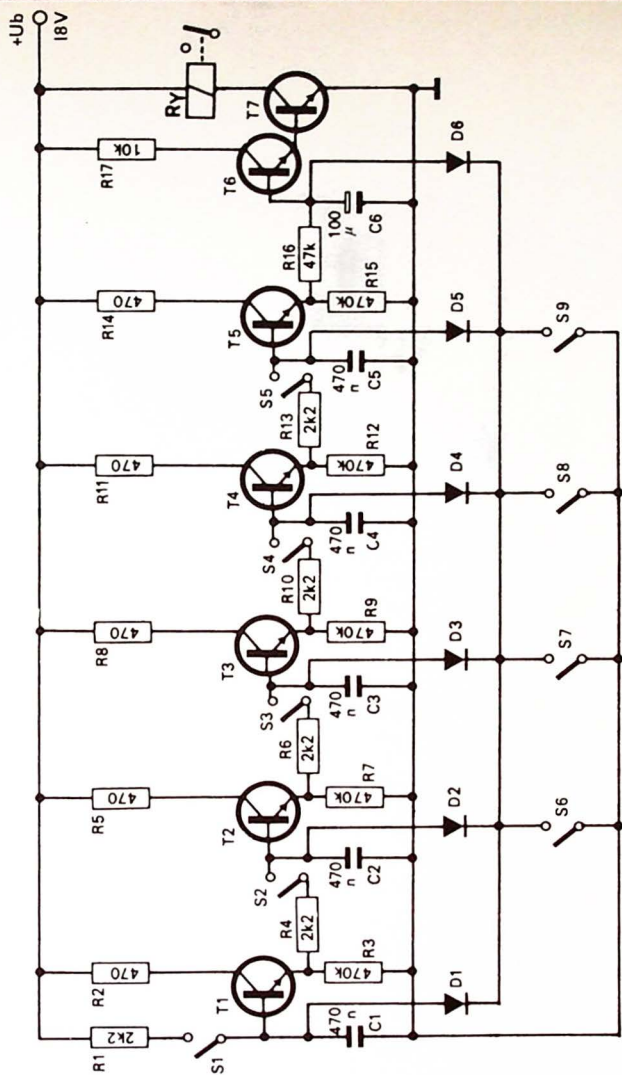 +Ub
18V
R1
2k2
S1
R2
470
T1
470
n
C1
D1
R3
470k
R4
2k2
S2
R5
470
T2
470
n
C2
D2
R7
470k
R6
2k2
S3
S6
R8
470
T3
470
n
C3
D3
R9
470k
R10
2k2
S4
S7
R11
470
T4
470
n
C4
D4
R12
470k
R13
2k2
S5
S8
R14
470
T5
470
n
C5
D5
R15
470k
R16
47k
S9
R17
10k
T6
100
μ
C6
D6
T7
Ry